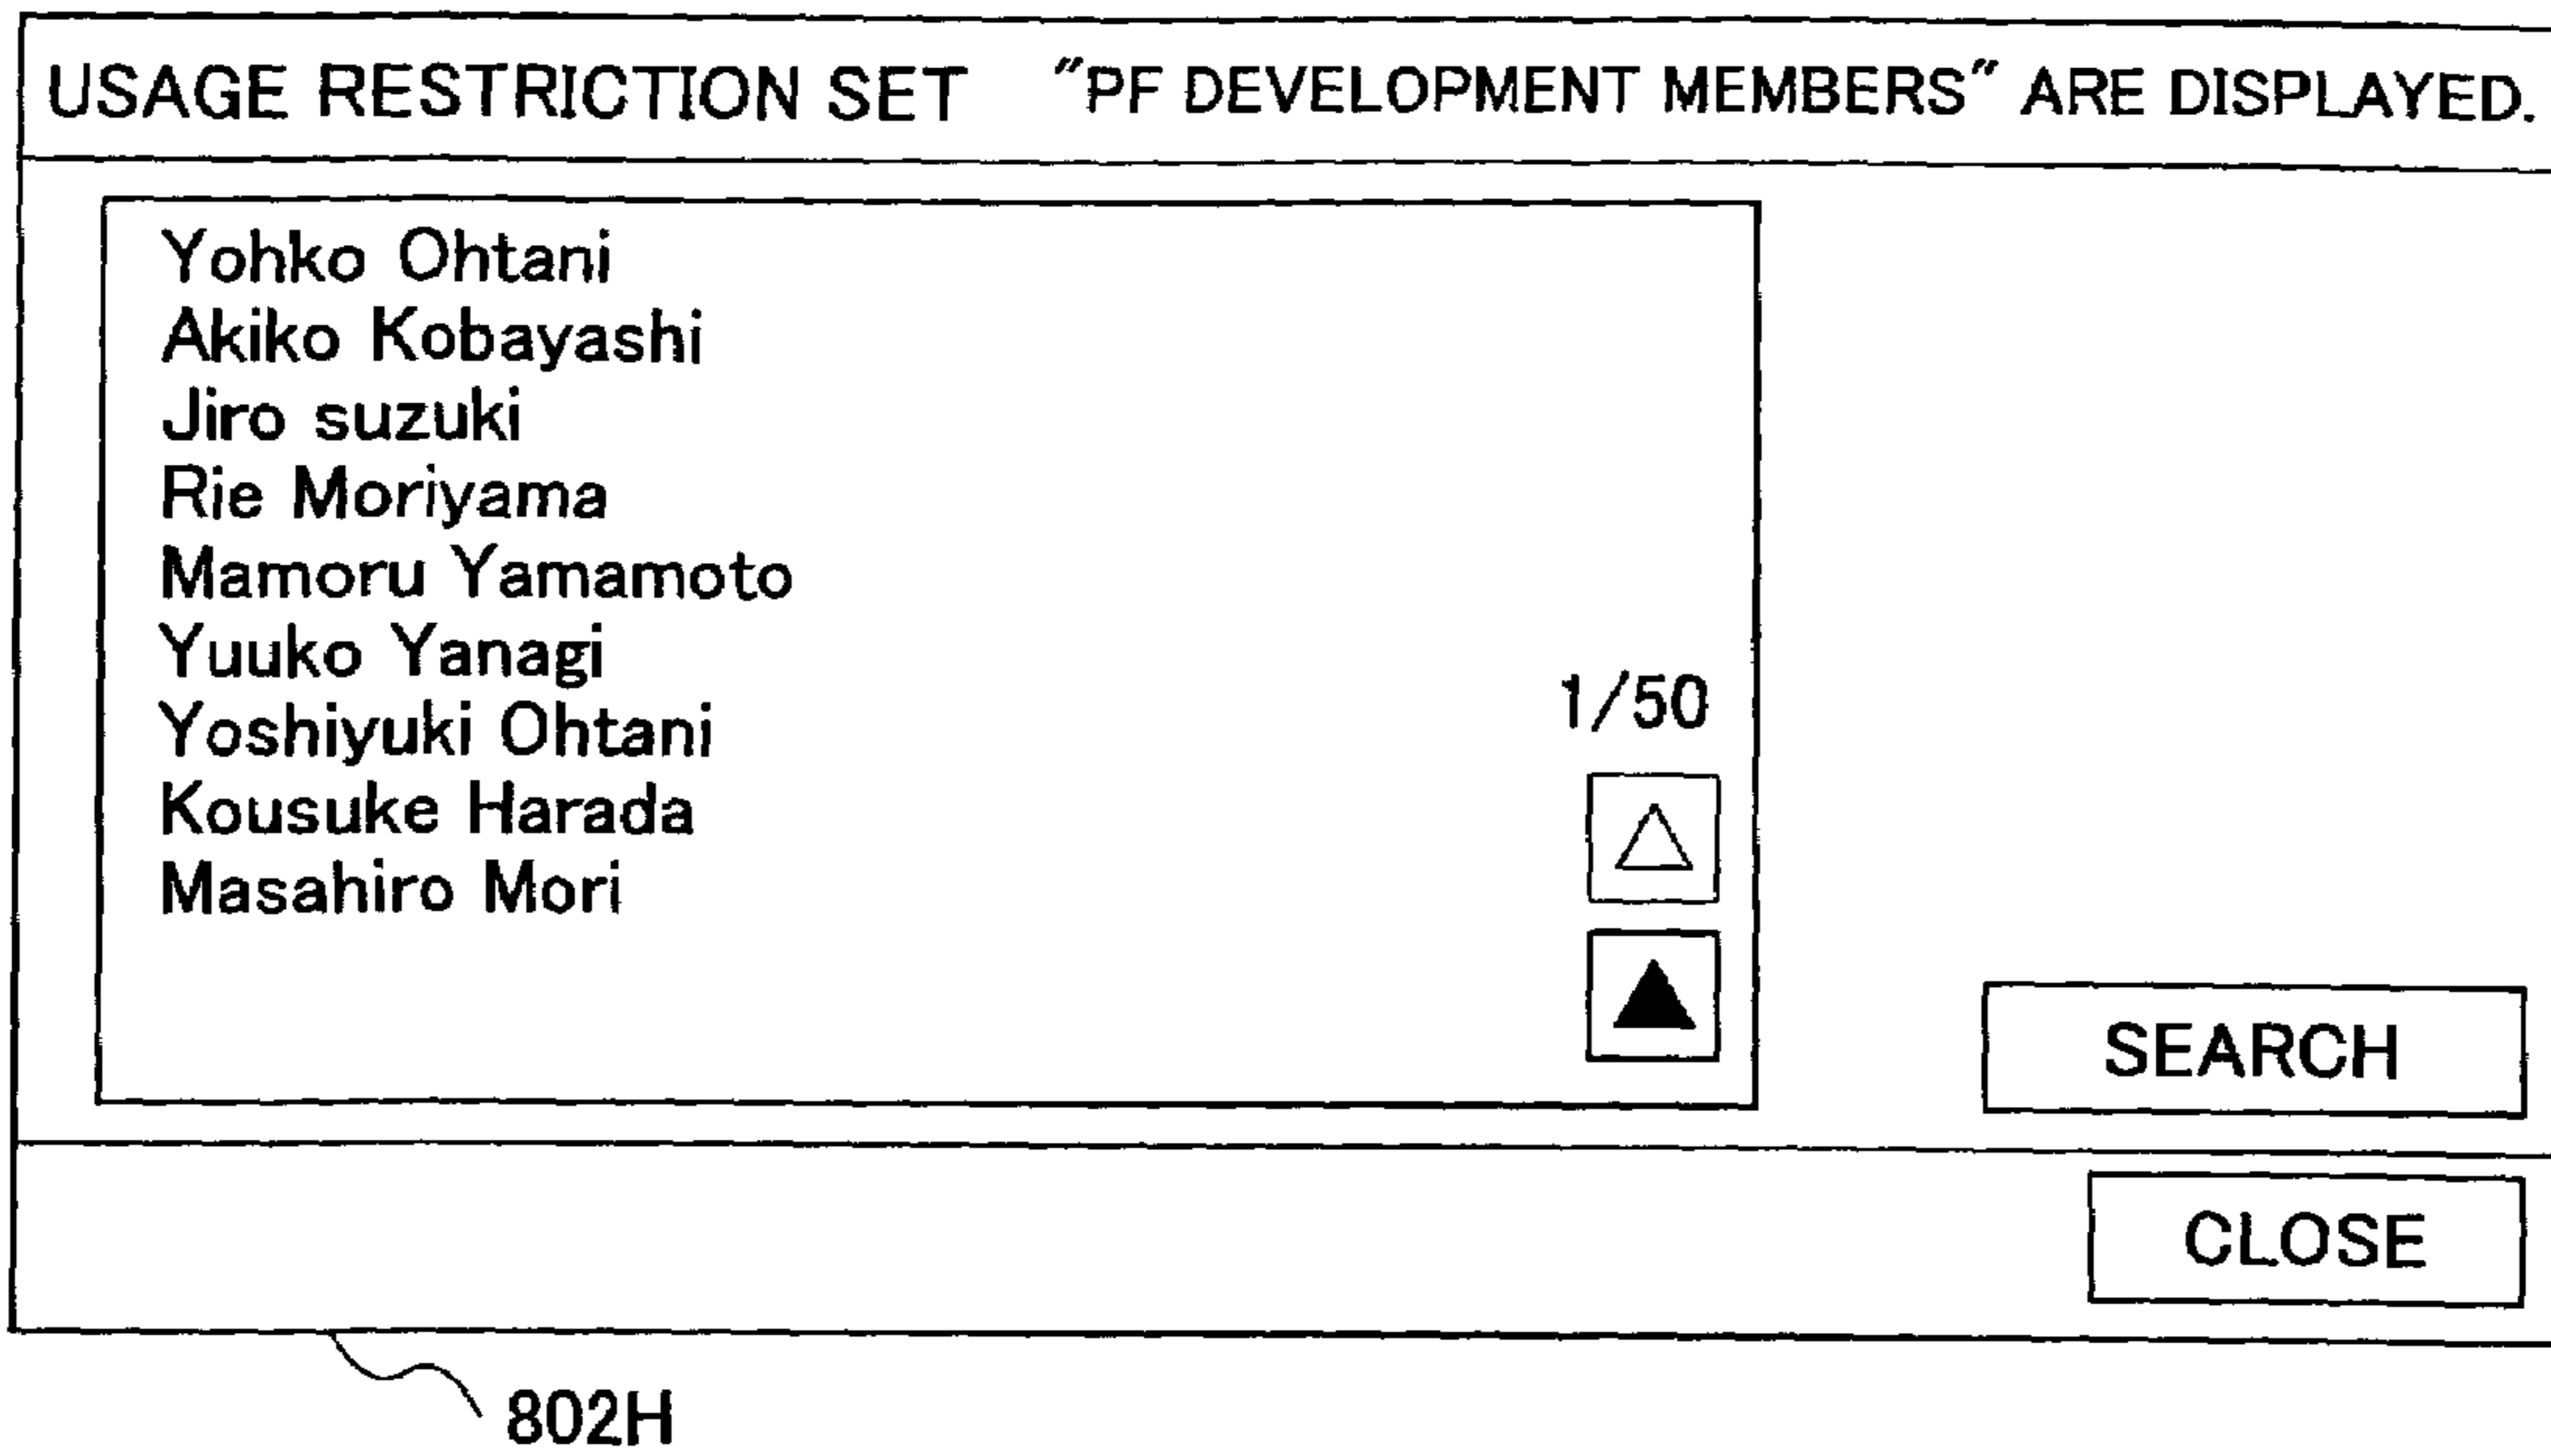 USAGE RESTRICTION SET "PF DEVELOPMENT MEMBERS" ARE DISPLAYED.
Yohko Ohtani
Akiko Kobayashi
Jiro suzuki
Rie Moriyama
Mamoru Yamamoto
Yuuko Yanagi
Yoshiyuki Ohtani
Kousuke Harada
Masahiro Mori
1/50
SEARCH
CLOSE
802H